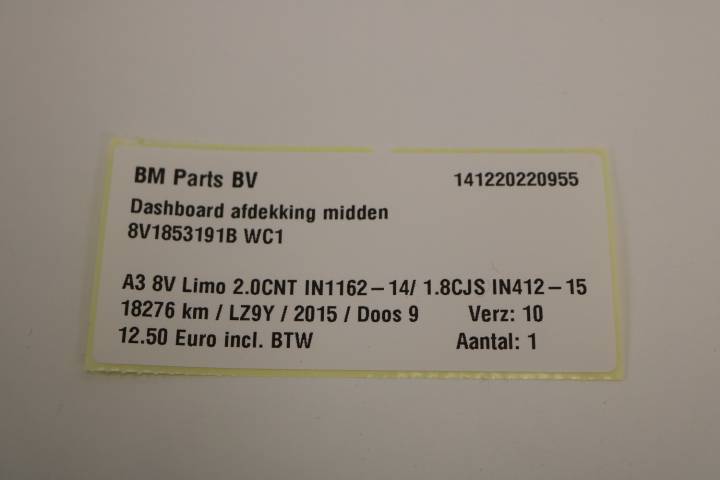 BM Parts BV 141220220955
Dashboard afdekking midden
8V1853191B WC1
A3 8V Limo 2.0CNT IN1162-14/ 1.8CJS IN412-15
18276 km / LZ9Y / 2015 / Doos 9 Verz: 10
12.50 Euro incl. BTW Aantal: 1